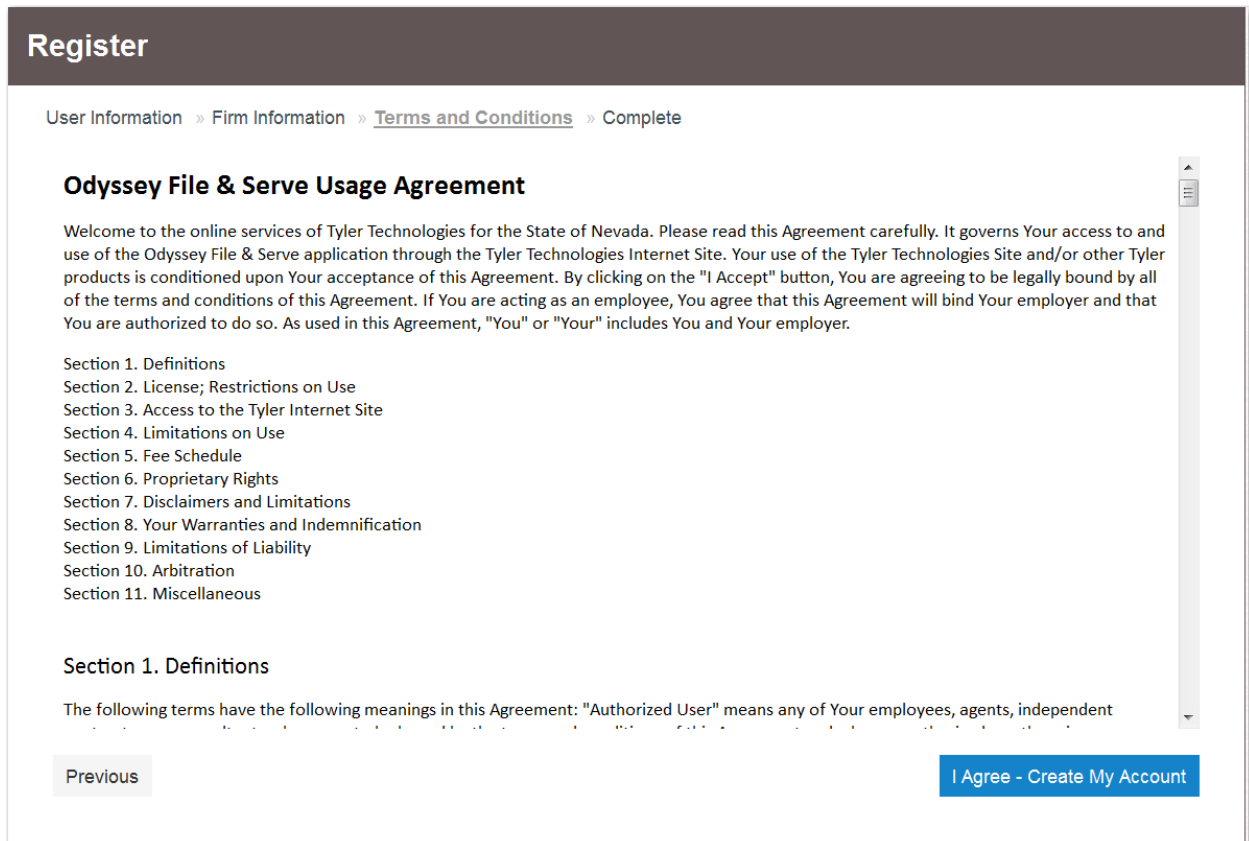 Register
User Information » Firm Information » Terms and Conditions » Complete
Odyssey File & Serve Usage Agreement
Welcome to the online services of Tyler Technologies for the State of Nevada. Please read this Agreement carefully. It governs Your access to and
use of the Odyssey File & Serve application through the Tyler Technologies Internet Site. Your use of the Tyler Technologies Site and/or other Tyler
products is conditioned upon Your acceptance of this Agreement. By clicking on the "I Accept" button, You are agreeing to be legally bound by all
of the terms and conditions of this Agreement. If You are acting as an employee, You agree that this Agreement will bind Your employer and that
You are authorized to do so. As used in this Agreement, "You" or "Your" includes You and Your employer.
Section 1. Definitions
Section 2. License; Restrictions on Use
Section 3. Access to the Tyler Internet Site
Section 4. Limitations on Use
Section 5. Fee Schedule
Section 6. Proprietary Rights
Section 7. Disclaimers and Limitations
Section 8. Your Warranties and Indemnification
Section 9. Limitations of Liability
Section 10. Arbitration
Section 11. Miscellaneous
Section 1. Definitions
The following terms have the following meanings in this Agreement: "Authorized User" means any of Your employees, agents, independent
Previous
I Agree - Create My Account